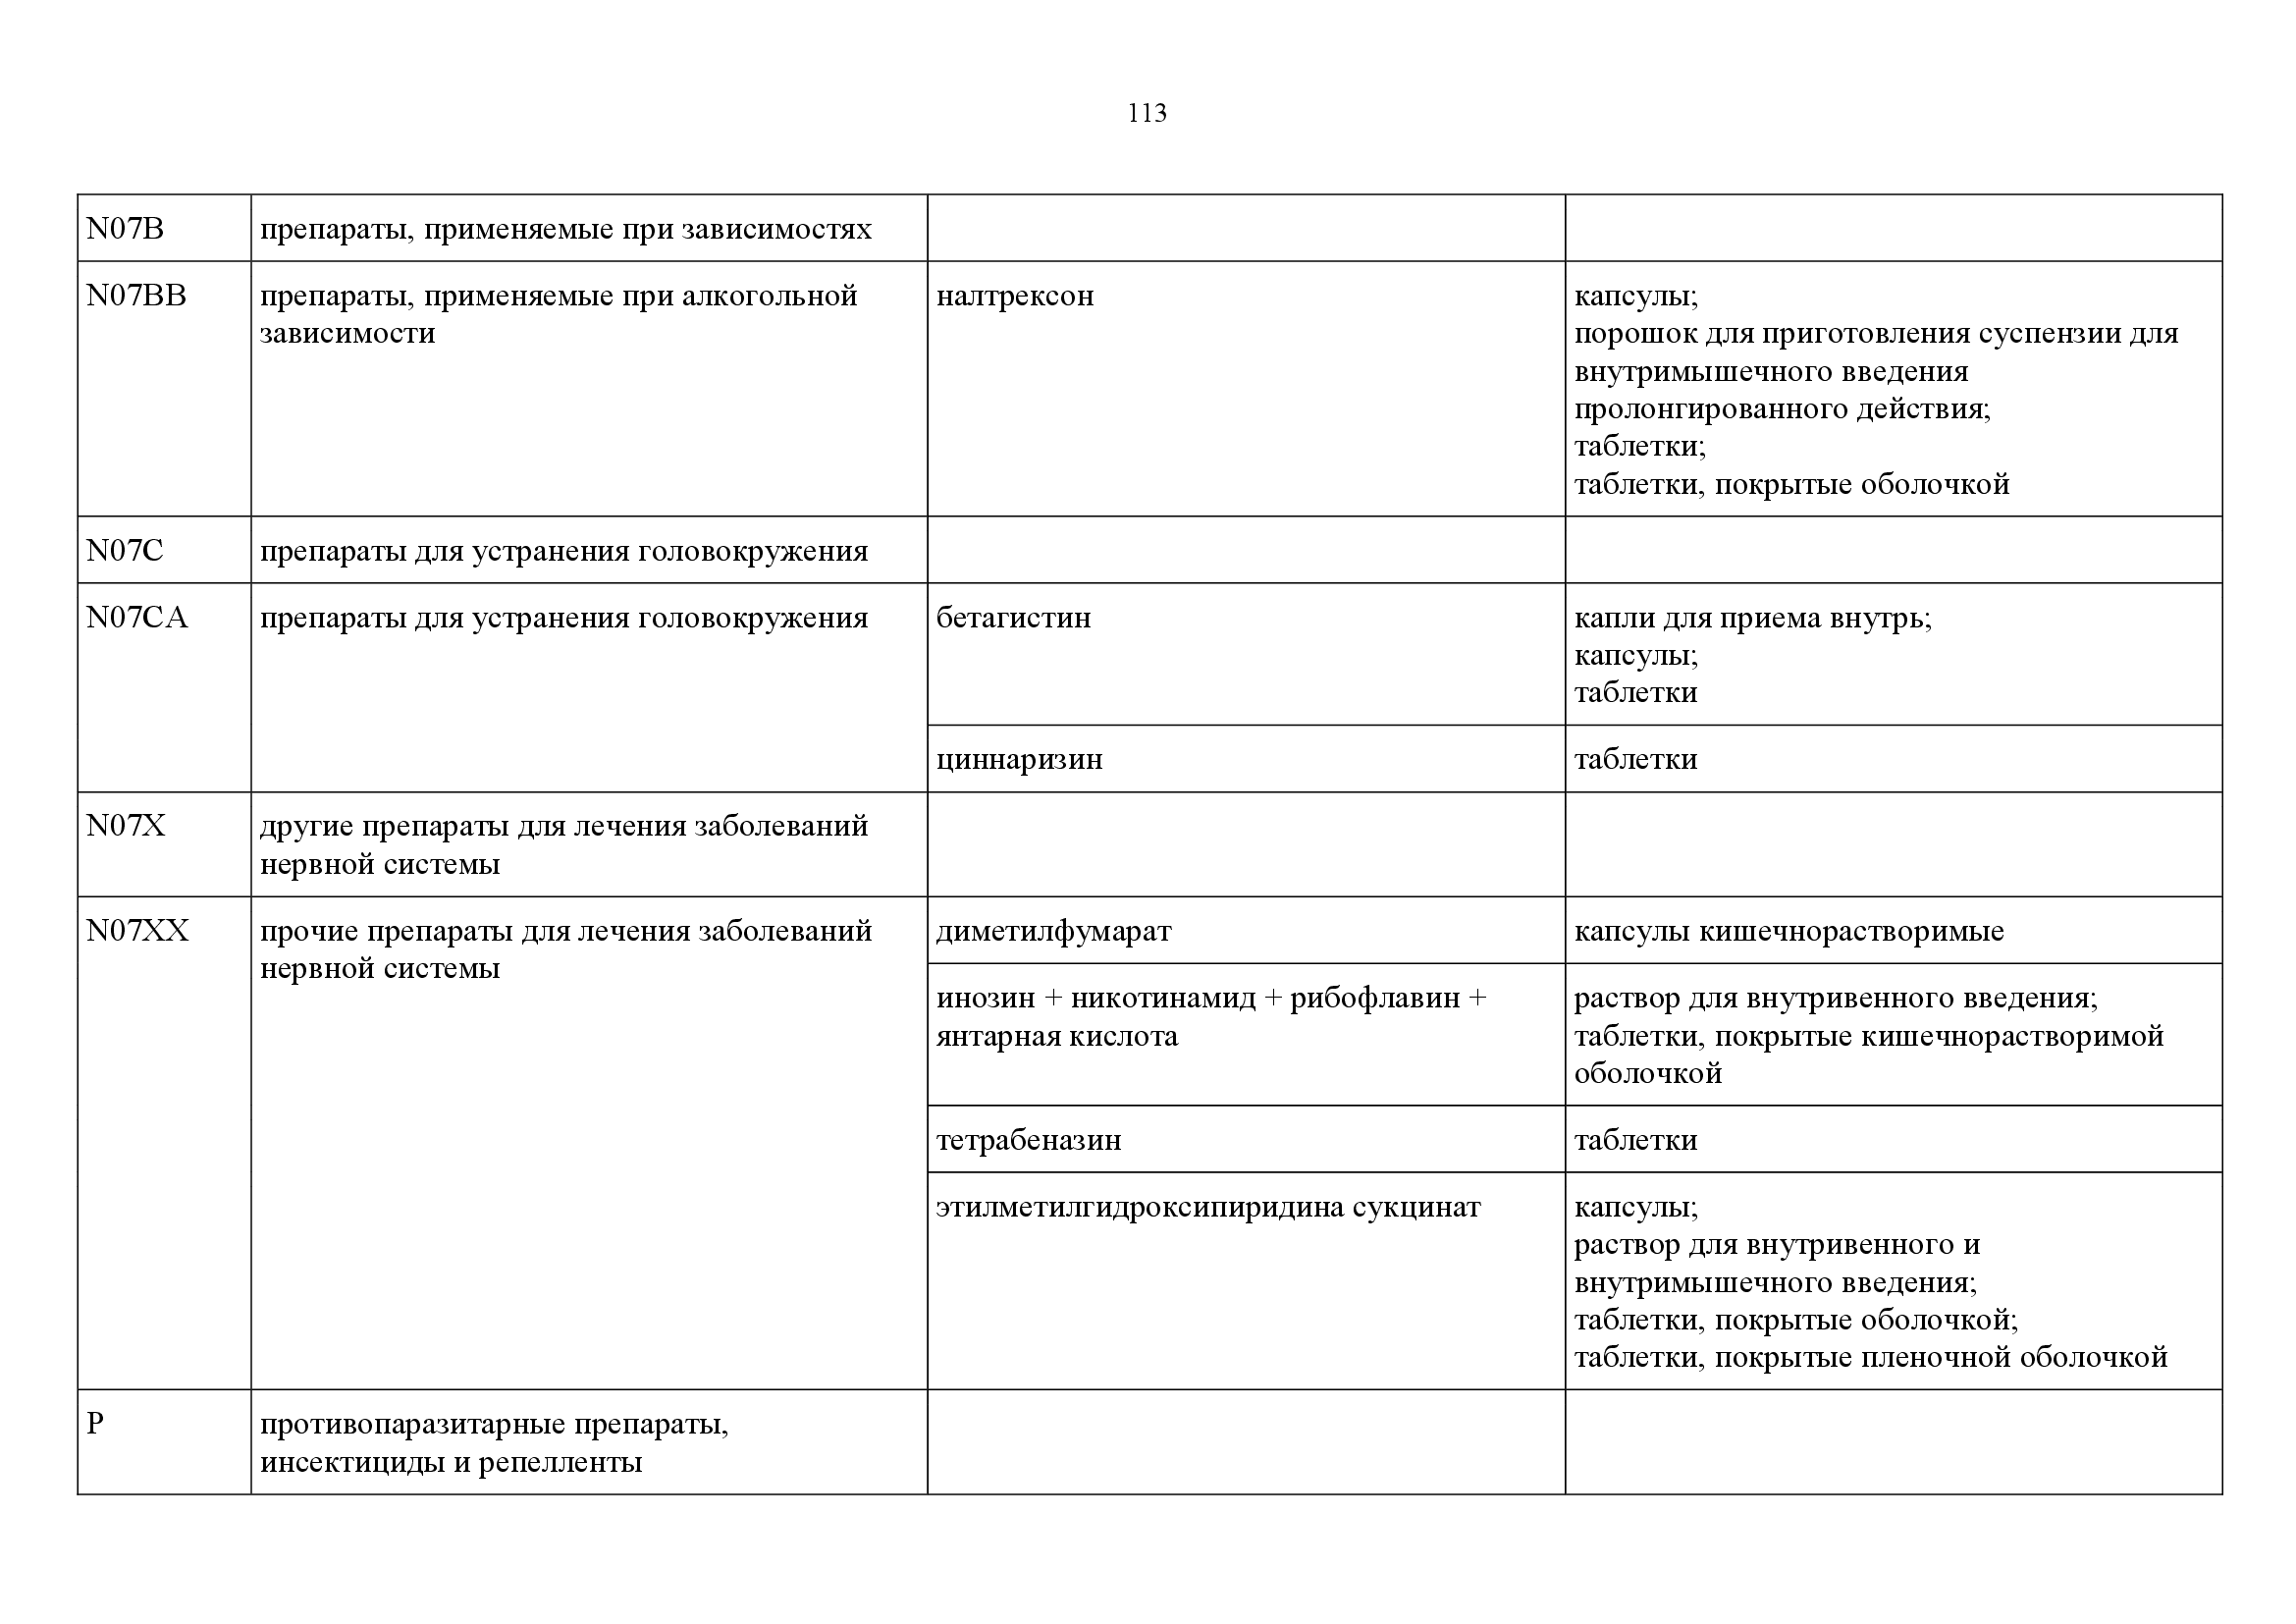 113
N07B
препараты, применяемые при зависимостях
N07BB
препараты, применяемые при алкогольной
зависимости
налтрексон
капсулы;
порошок для приготовления суспензии для
внутримышечного введения
пролонгированного действия;
таблетки;
таблетки, покрытые оболочкой
N07C
препараты для устранения головокружения
N07CA
препараты для устранения головокружения
бетагистин
капли для приема внутрь;
капсулы;
таблетки
циннаризин
таблетки
N07X
другие препараты для лечения заболеваний
нервной системы
N07XX
прочие препараты для лечения заболеваний
нервной системы
диметилфумарат
капсулы кишечнорастворимые
инозин + никотинамид + рибофлавин +
янтарная кислота
раствор для внутривенного введения;
таблетки, покрытые кишечнорастворимой
оболочкой
тетрабеназин
таблетки
этилметилгидроксипиридина сукцинат
капсулы;
раствор для внутривенного и
внутримышечного введения;
таблетки, покрытые оболочкой;
таблетки, покрытые пленочной оболочкой
P
противопаразитарные препараты,
инсектициды и репелленты